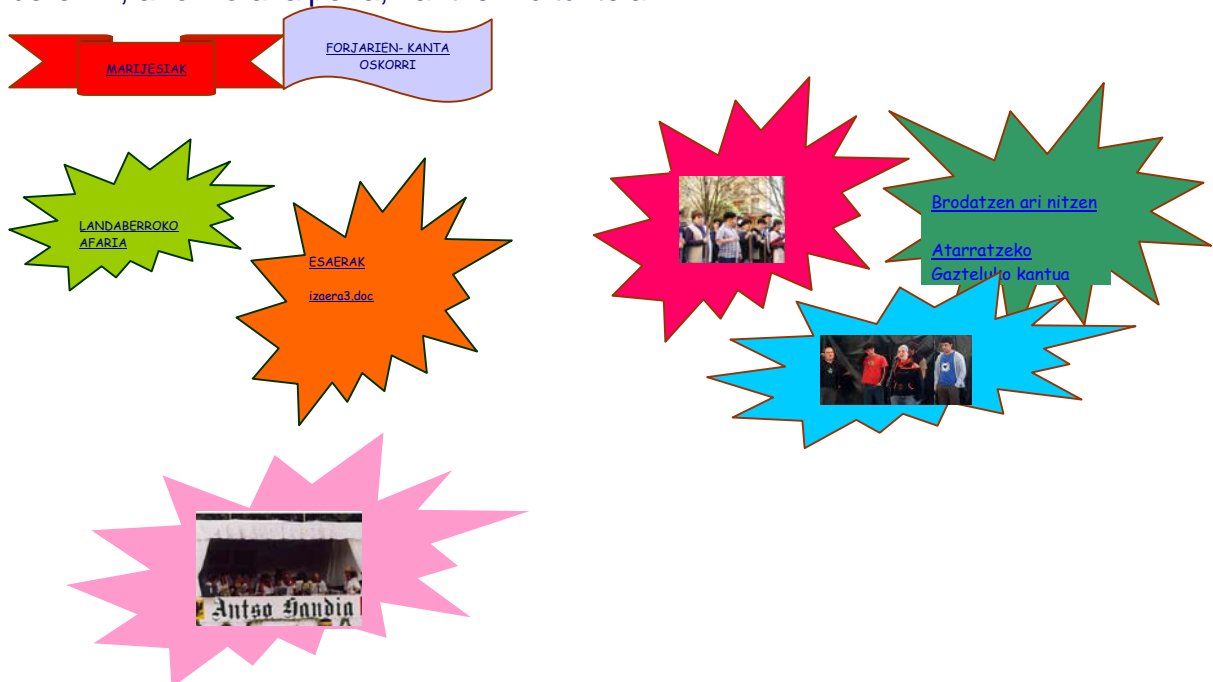 MARIJESIAK
FORJARIEN- KANTA
OSKORRI
LANDABERROKO
AFARIA
ESAERAK
izaera3.doc
Brodatzen ari nitzen
Atarratzeko
Gazteluko kantua
Antso Handia